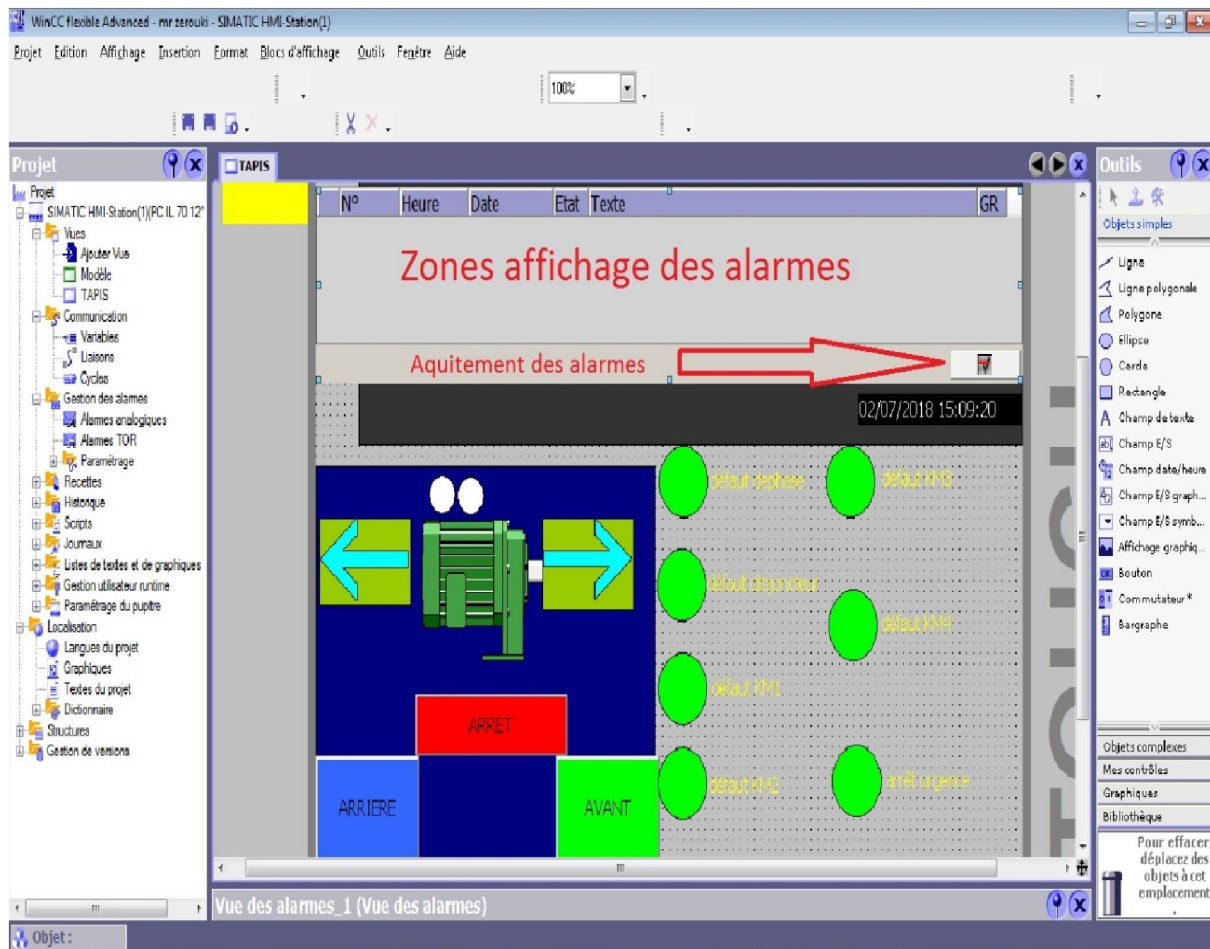 WinCC flexible Advanced - mr zerouki - SIMATIC HMI-Station(1)
Projet Edition Affichage Insertion Format Blocs d'affichage Outils Fenêtre Aide
100%
Projet
TAPIS
Outils
Projet
SIMATIC HMI-Station(1)(PC IL 70 12"
Vues
Ajouter Vue
Modèle
TAPIS
Communication
Variables
Liaisons
Cycles
Gestion des alarmes
Alarmes analogiques
Alarmes TOR
Paramétrage
Recettes
Historique
Scripts
Journaux
Listes de textes et de graphiques
Gestion utilisateur runtime
Paramétrage du pupitre
Localisation
Langues du projet
Graphiques
Textes du projet
Dictionnaire
Structures
Gestion de versions
N° Heure Date Etat Texte GR
Zones affichage des alarmes
Aquitement des alarmes
02/07/2018 15:09:20
défaut dephase
défaut KM3
défaut disjoncteur
défaut KM4
défaut KM1
défaut KM2
arrêt urgence
ARRET
ARRIERE
AVANT
Objets simples
Ligne
Ligne polygonale
Polygone
Ellipse
Cercle
Rectangle
Champ de texte
Champ E/S
Champ date/heure
Champ E/S graph...
Champ E/S symb...
Affichage graphiq...
Bouton
Commutateur *
Bargraphe
Objets complexes
Mes contrôles
Graphiques
Bibliothèque
Pour effacer,
déplacez des
objets à cet
emplacement
.
Vue des alarmes_1 (Vue des alarmes)
Objet :